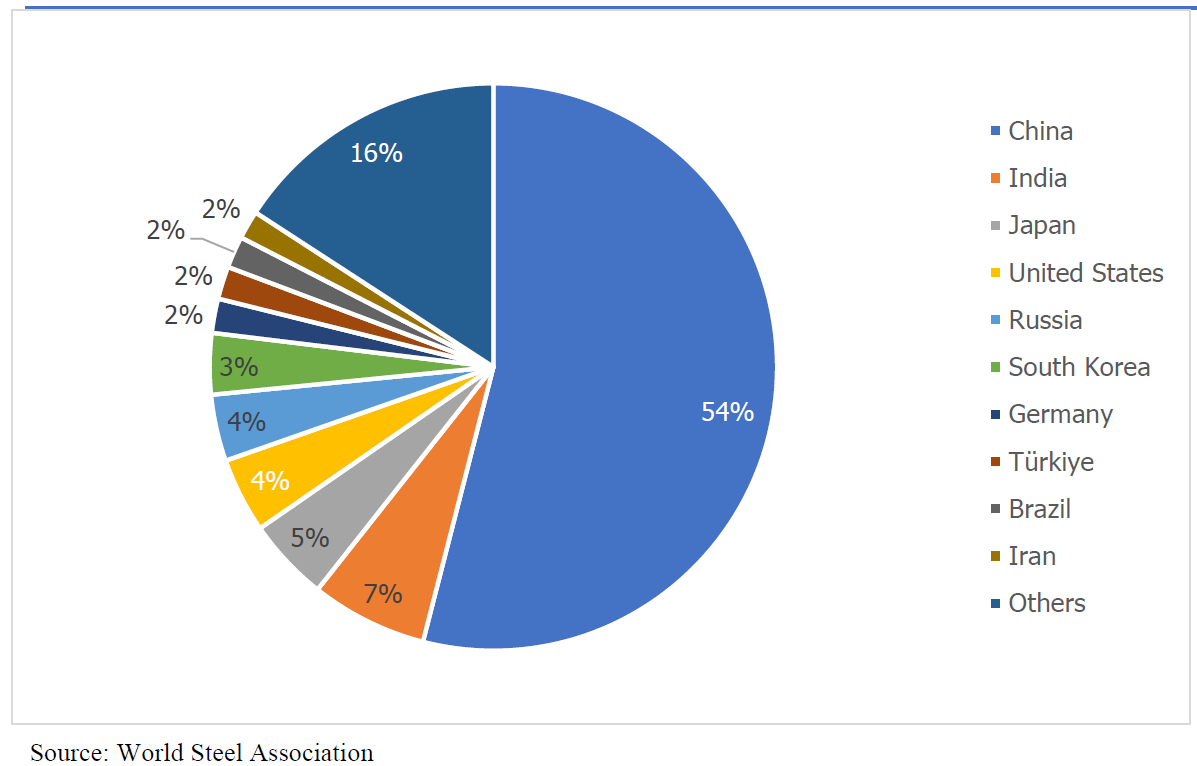 16%
2%
2%
2%
2%
3%
4%
4%
5%
7%
54%
China
India
Japan
United States
Russia
South Korea
Germany
Türkiye
Brazil
Iran
Others
Source: World Steel Association